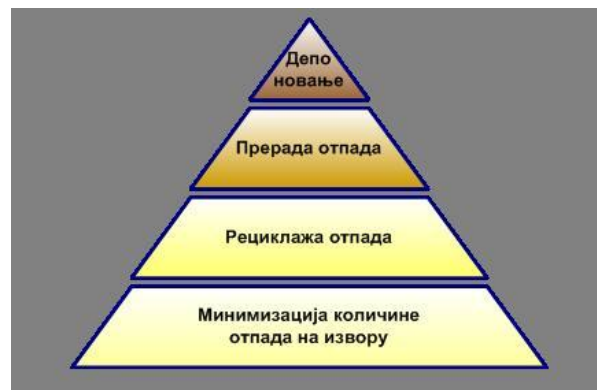 Депо
новање
Прерада отпада
Рециклажа отпада
Минимизација количине
отпада на извору